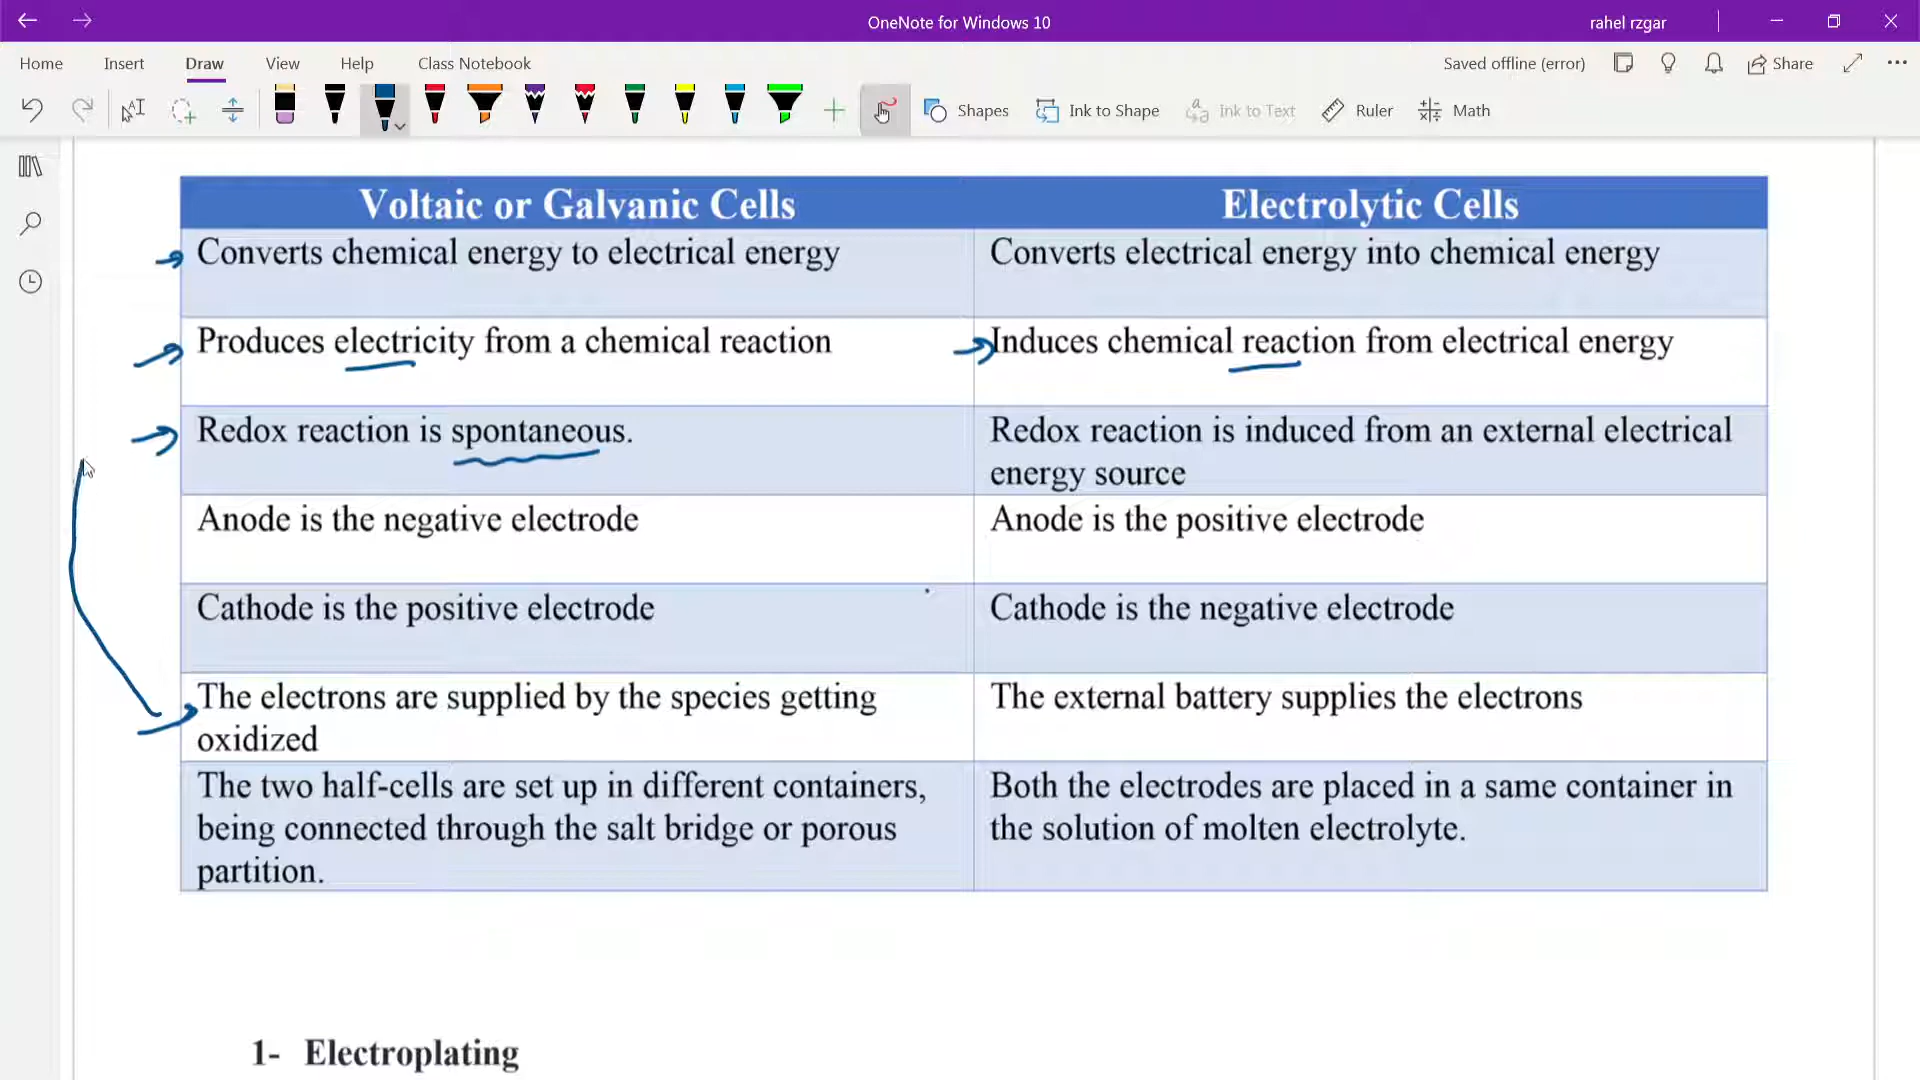 OneNote for Windows 10
rahel rzgar
Home
Insert
Draw
View
Help
Class Notebook
Saved offline (error)
Share
Shapes
Ink to Shape
Ink to Text
Ruler
Math
Voltaic or Galvanic Cells
Electrolytic Cells
Converts chemical energy to electrical energy
Converts electrical energy into chemical energy
Produces electricity from a chemical reaction
Induces chemical reaction from electrical energy
Redox reaction is spontaneous.
Redox reaction is induced from an external electrical
energy source
Anode is the negative electrode
Anode is the positive electrode
Cathode is the positive electrode
Cathode is the negative electrode
The electrons are supplied by the species getting
oxidized
The external battery supplies the electrons
The two half-cells are set up in different containers,
being connected through the salt bridge or porous
partition.
Both the electrodes are placed in a same container in
the solution of molten electrolyte.
1- Electroplating